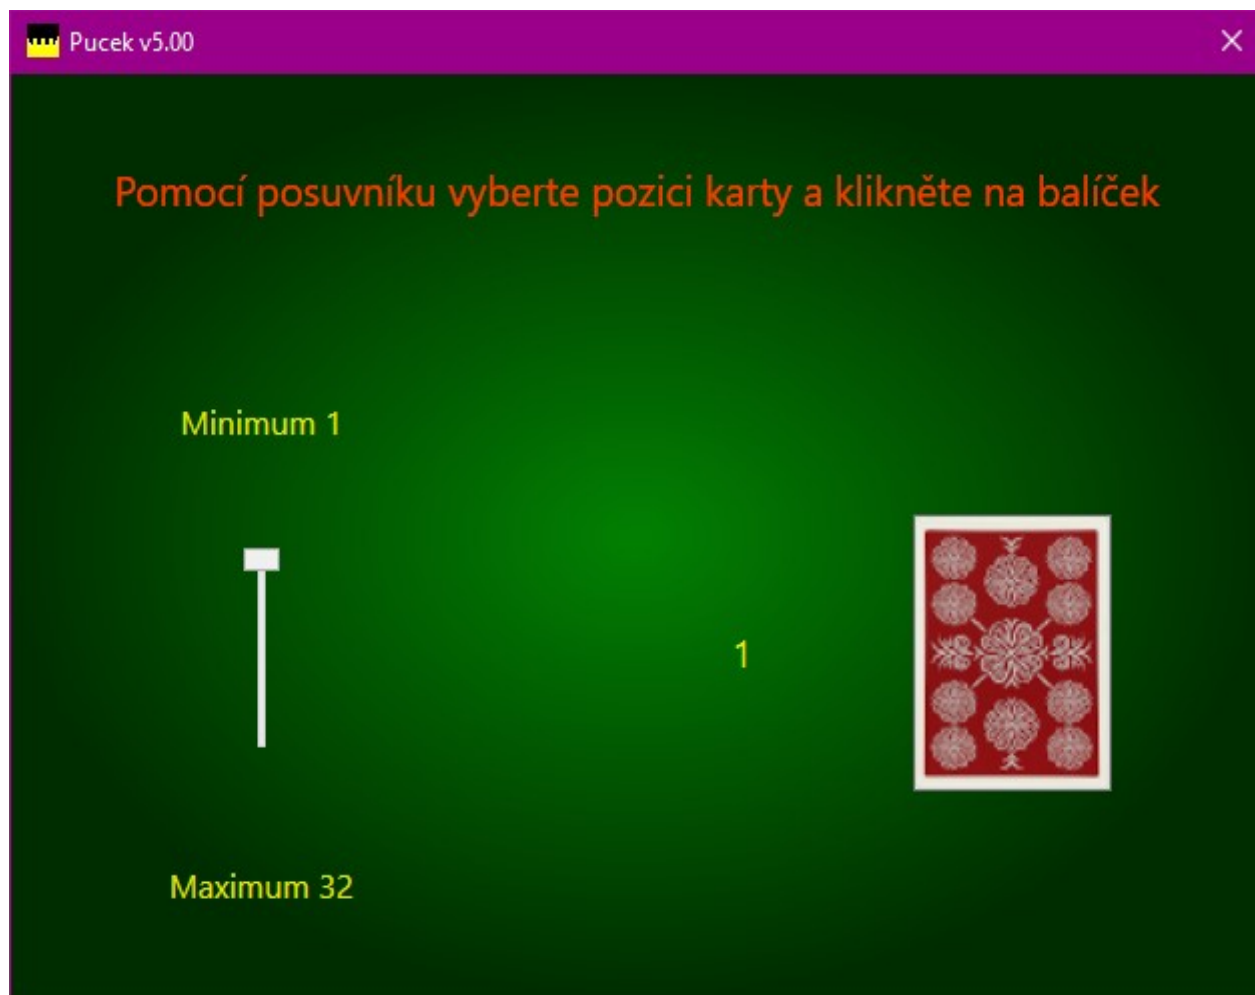 Pucek v5.00
Pomocí posuvníku vyberte pozici karty a klikněte na balíček
Minimum 1
1
Maximum 32